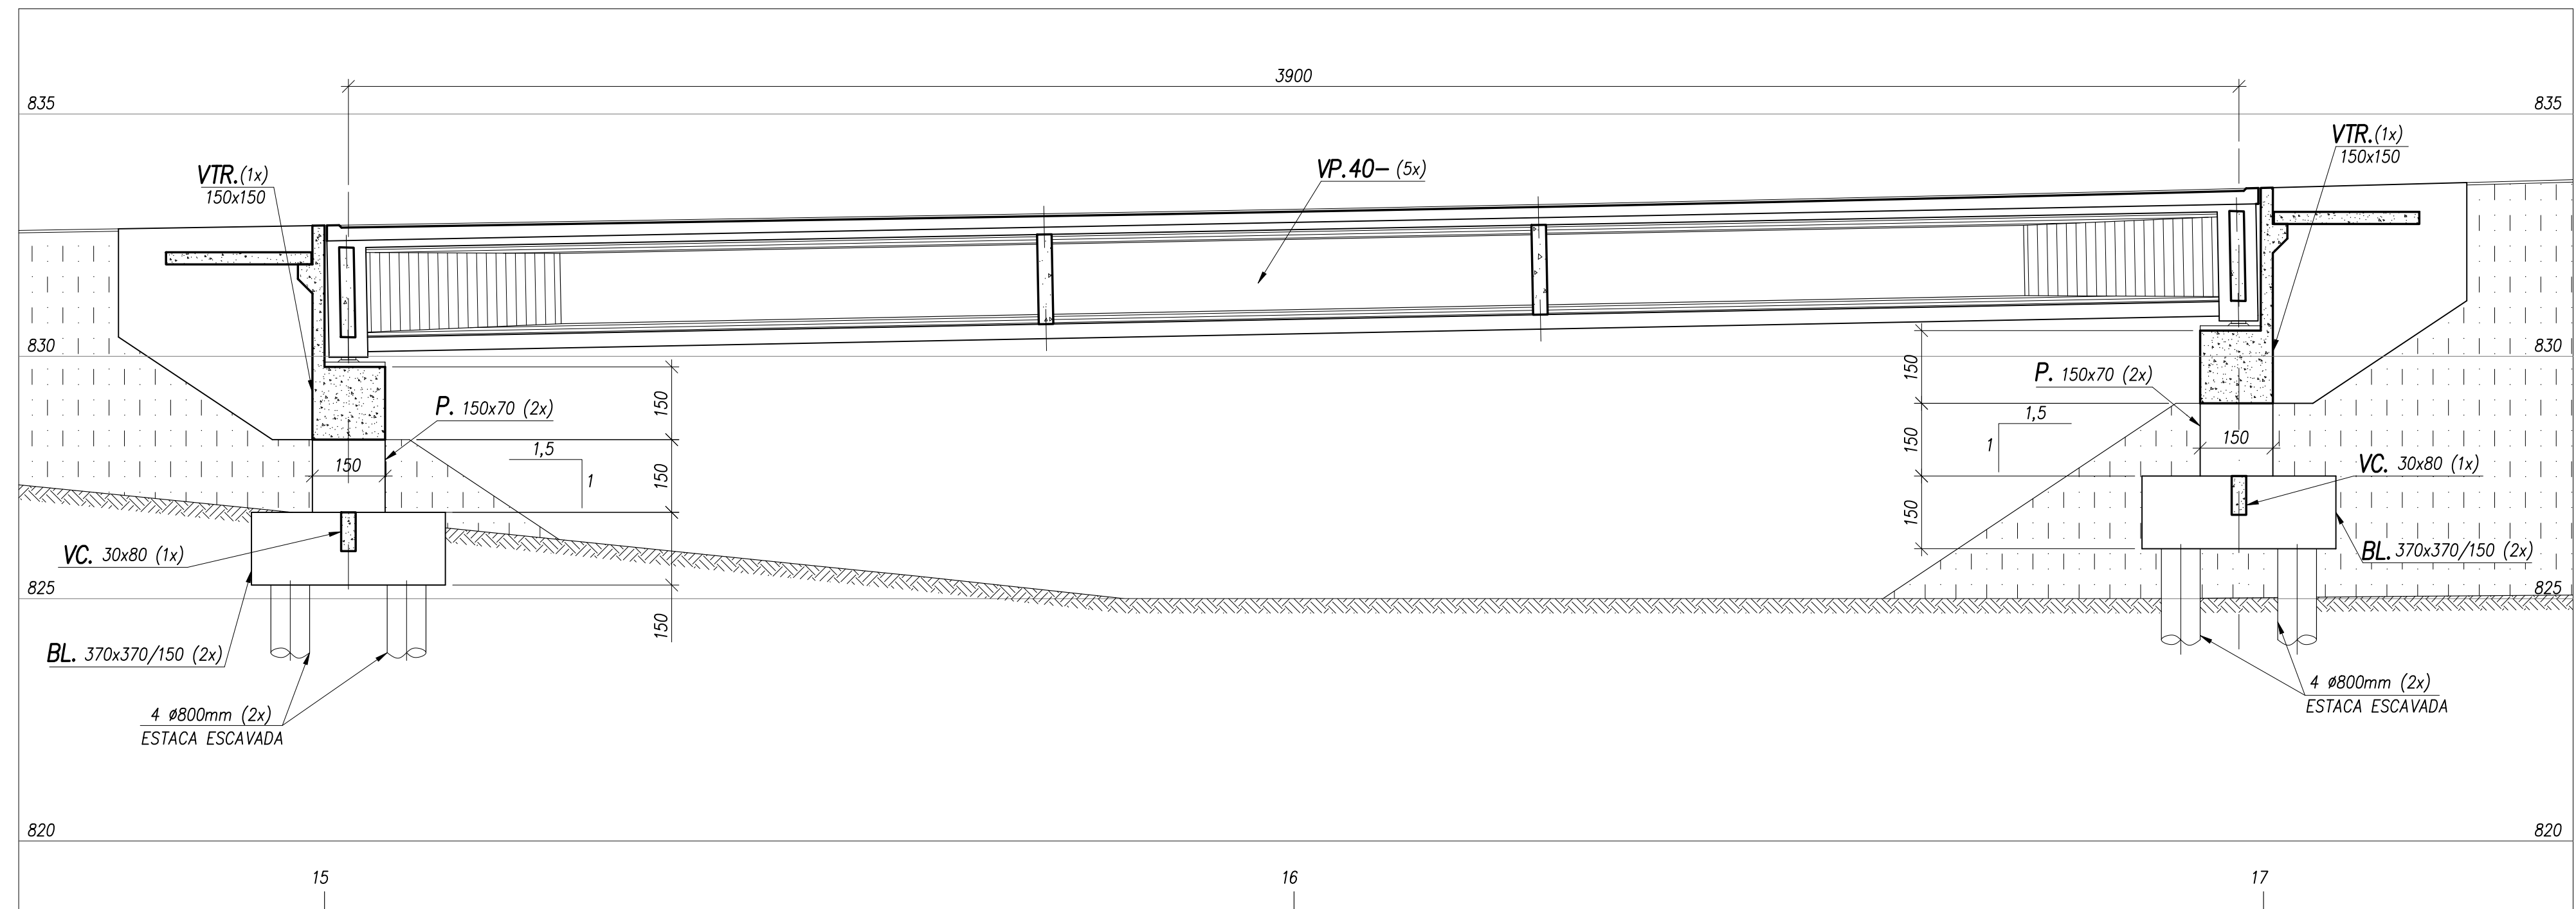 3900
835
835
VTR.(1x)
150x150
VP.40- (5x)
VTR.(1x)
150x150
830
830
150
P. 150x70 (2x)
1,5
1
150
150
150
VC. 30x80 (1x)
BL. 370x370/150 (2x)
4 ø800mm (2x)
ESTACA ESCAVADA
150
150
150
P. 150x70 (2x)
1,5
1
150
VC. 30x80 (1x)
BL. 370x370/150 (2x)
4 ø800mm (2x)
ESTACA ESCAVADA
825
825
820
820
15
16
17